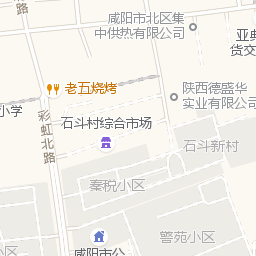 路
咸阳市北区集
中供热有限公司
亚典
货交
老五烧烤
陕西德盛华
实业有限公司
小学
石斗村综合市场
彩虹北路
石斗新村
秦税小区
警苑小区
咸阳市公